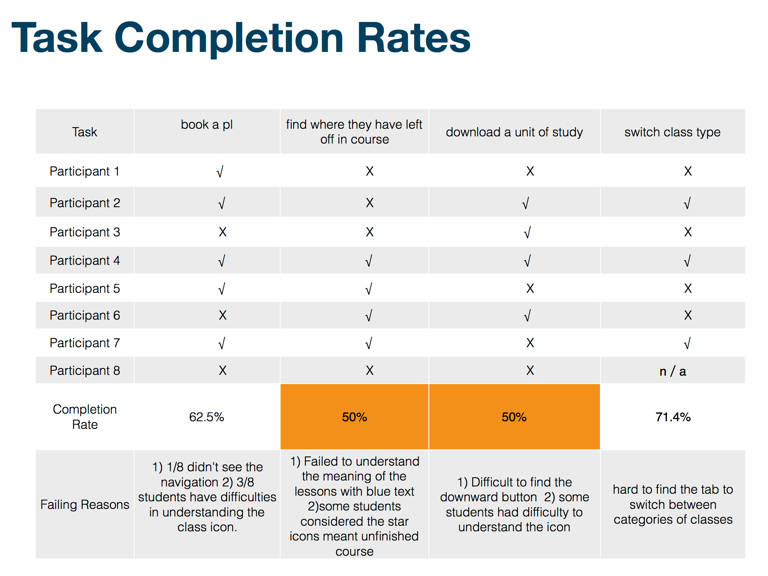 Task Completion Rates
Task book a pl find where they have left off in course download a unit of study switch class type
Participant 1 √ X X X
Participant 2 √ X √ √
Participant 3 X X √ X
Participant 4 √ √ √ √
Participant 5 √ √ X X
Participant 6 X √ √ X
Participant 7 √ √ X √
Participant 8 X X X n / a
Completion Rate 62.5% 50% 50% 71.4%
Failing Reasons
1) 1/8 didn't see the
navigation 2) 3/8
students have difficulties
in understanding the
class icon.
1) Failed to understand
the meaning of the
lessons with blue text
2)some students
considered the star
icons meant unfinished
course
1) Difficult to find the
downward button 2) some
students had difficulty to
understand the icon
hard to find the tab to
switch between
categories of classes